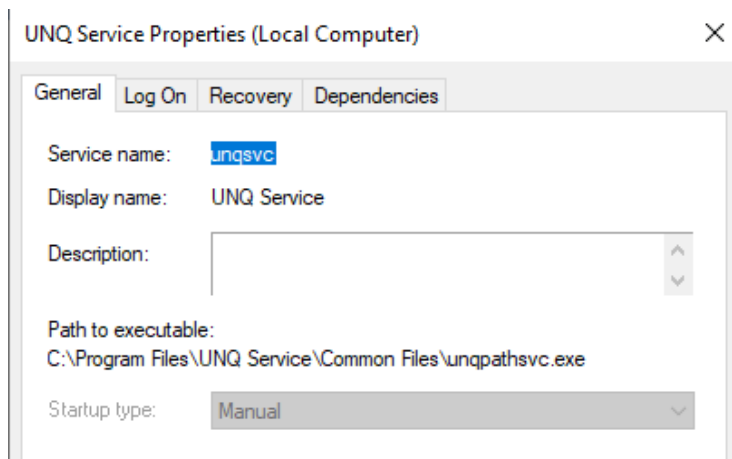 UNQ Service Properties (Local Computer)
General Log On Recovery Dependencies
Service name: unqsvc
Display name: UNQ Service
Description:
Path to executable:
C:\Program Files\UNQ Service\Common Files\unqpathsvc.exe
Startup type: Manual